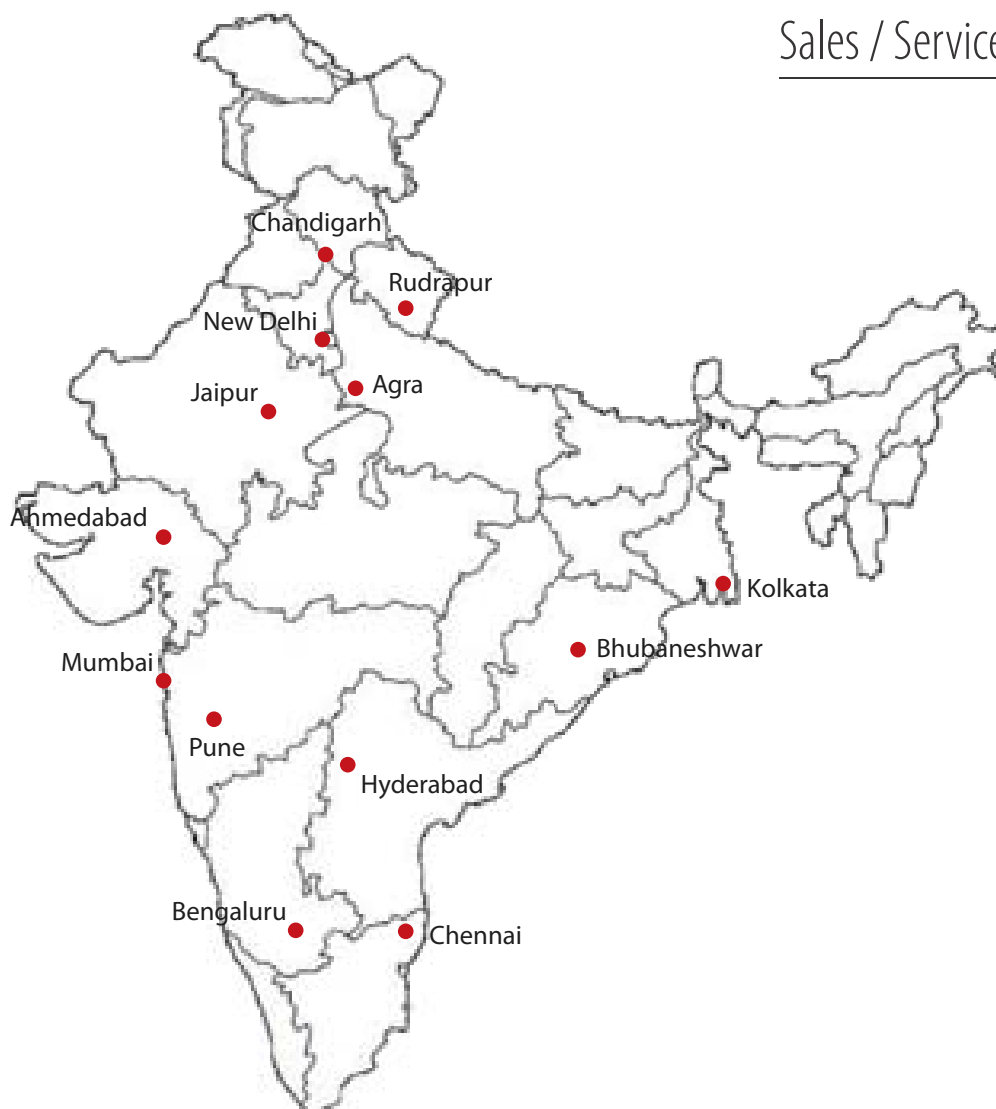 Sales / Service
Chandigarh
Rudrapur
New Delhi
Agra
Jaipur
Ahmedabad
Kolkata
Bhubaneshwar
Mumbai
Pune
Hyderabad
Bengaluru
Chennai